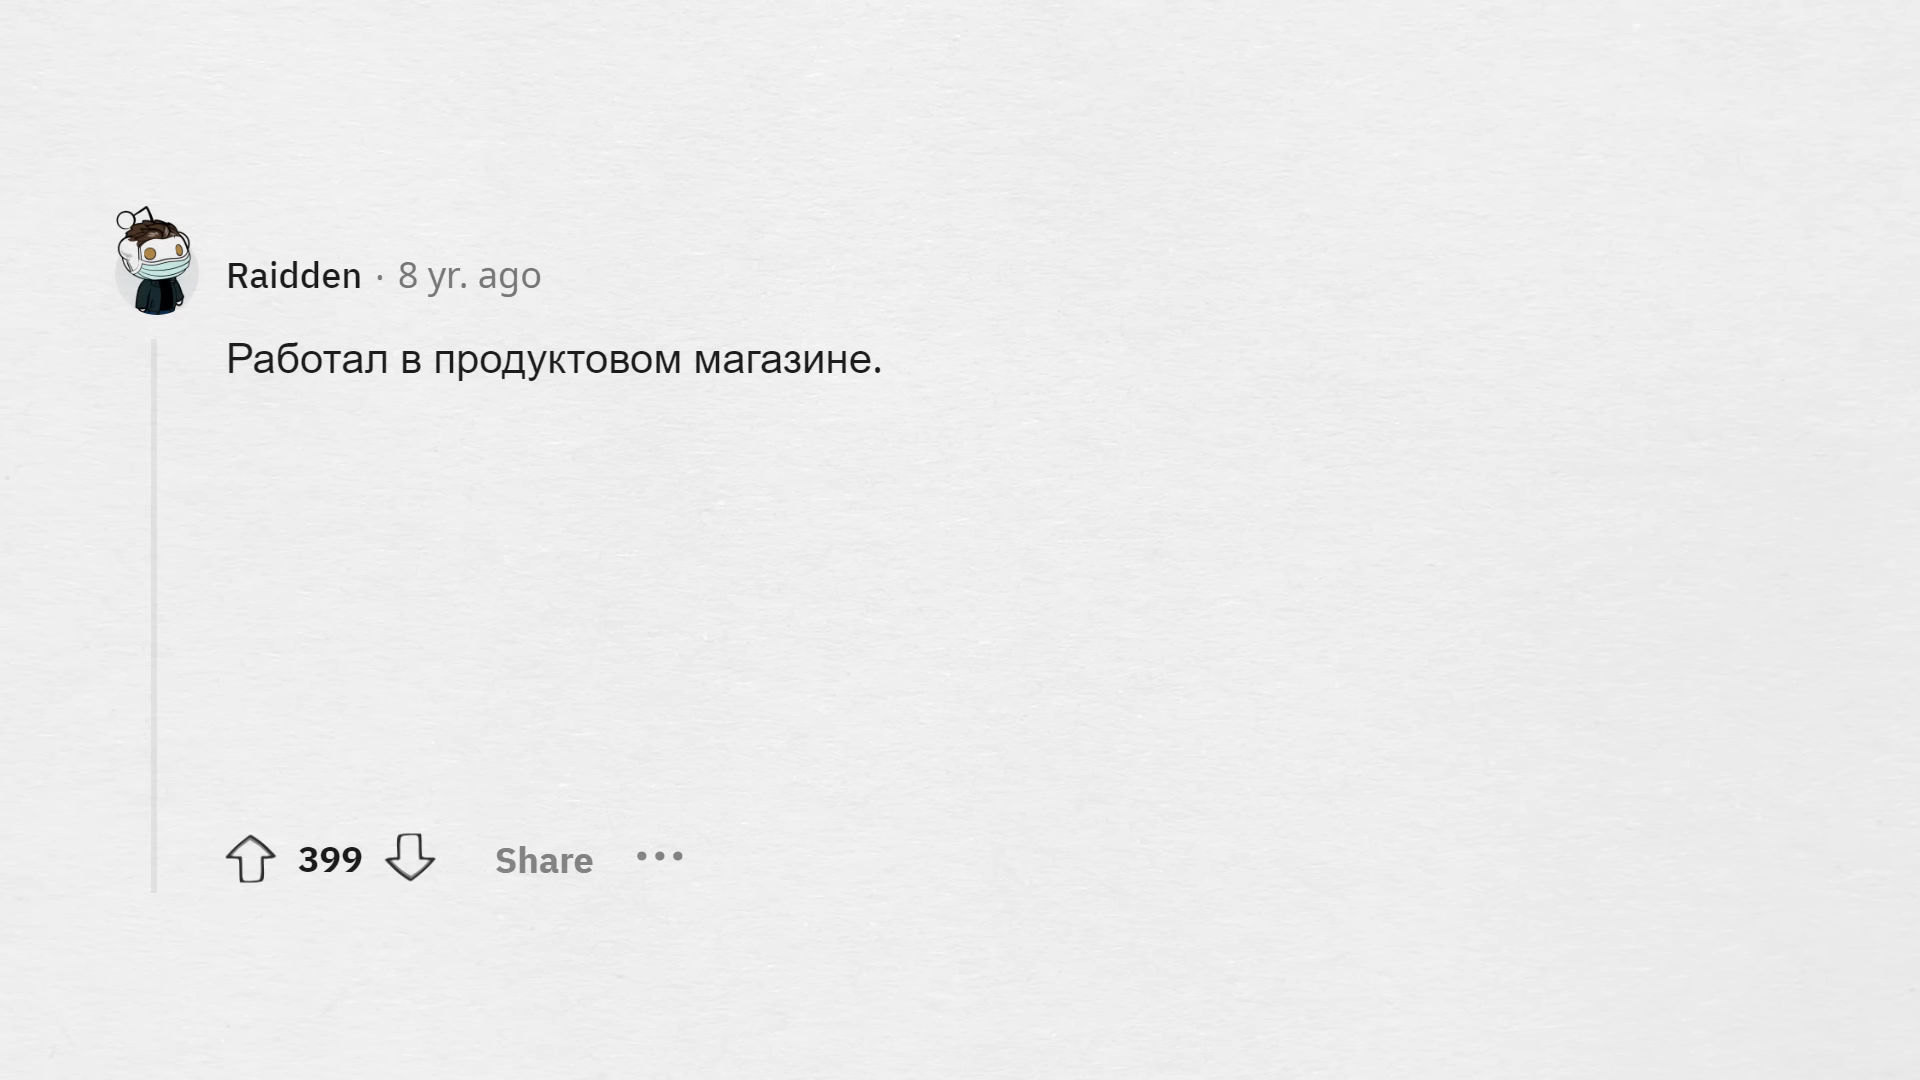 Raidden · 8 yr. ago
Работал в продуктовом магазине.
399 Share •••